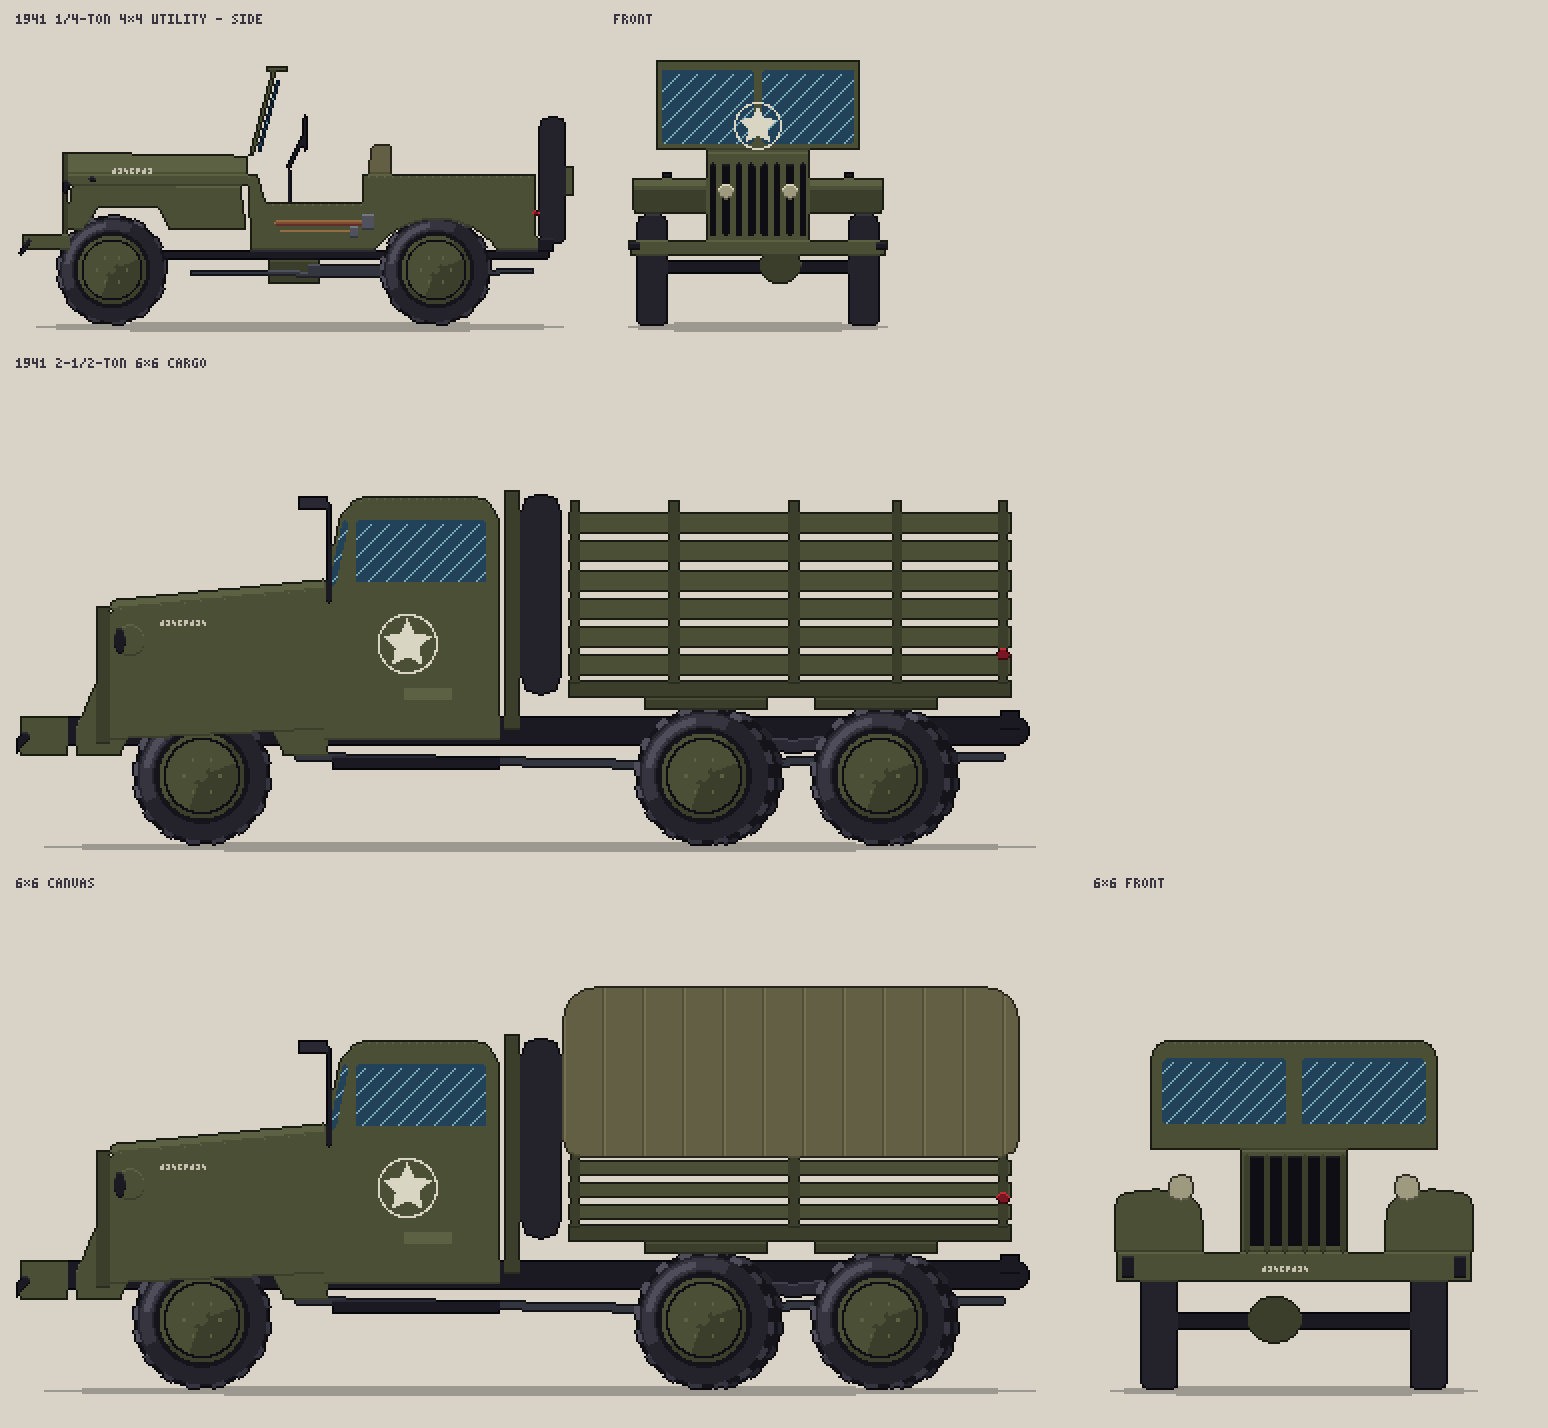 1941 1/4-TON 4×4 UTILITY - SIDE
FRONT
1941 2-1/2-TON 6×6 CARGO
6×6 CANVAS
6×6 FRONT